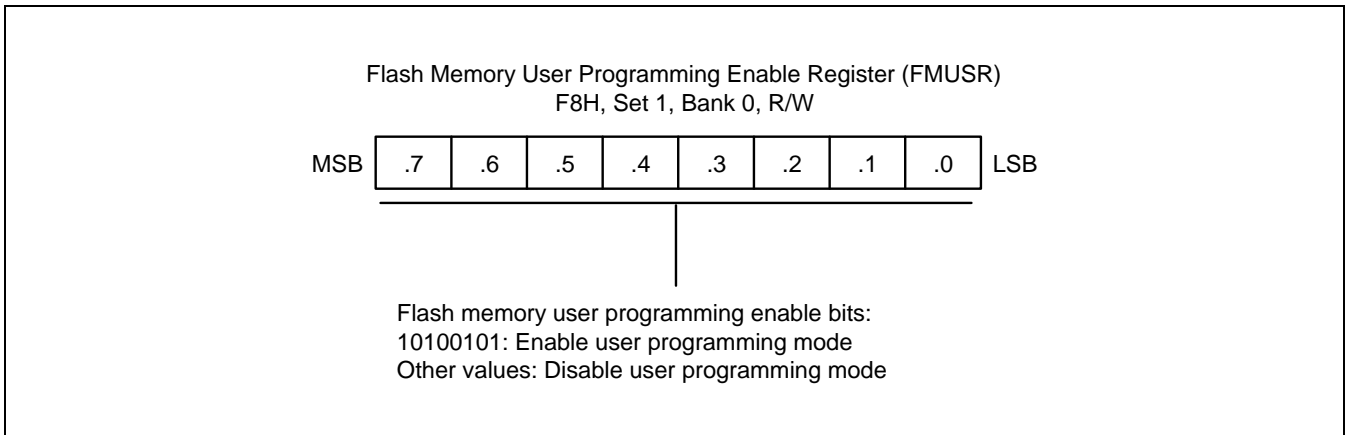 Flash Memory User Programming Enable Register (FMUSR)
F8H, Set 1, Bank 0, R/W
MSB .7 .6 .5 .4 .3 .2 .1 .0 LSB
Flash memory user programming enable bits:
10100101: Enable user programming mode
Other values: Disable user programming mode